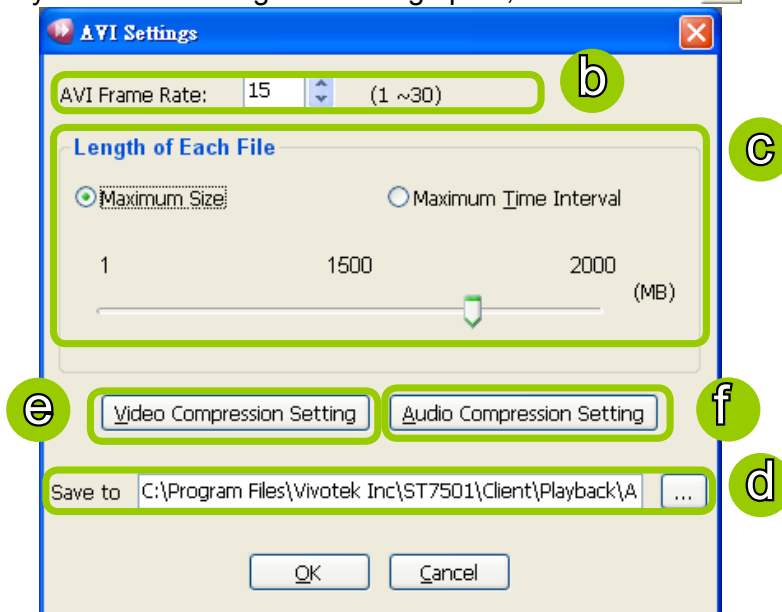 AVI Settings
AVI Frame Rate: 15 (1 ~30)
b
Length of Each File
c
Maximum Size Maximum Time Interval
1 1500 2000
(MB)
e Video Compression Setting Audio Compression Setting f
Save to C:\Program Files\Vivotek Inc\ST7501\Client\Playback\A ...
d
OK Cancel